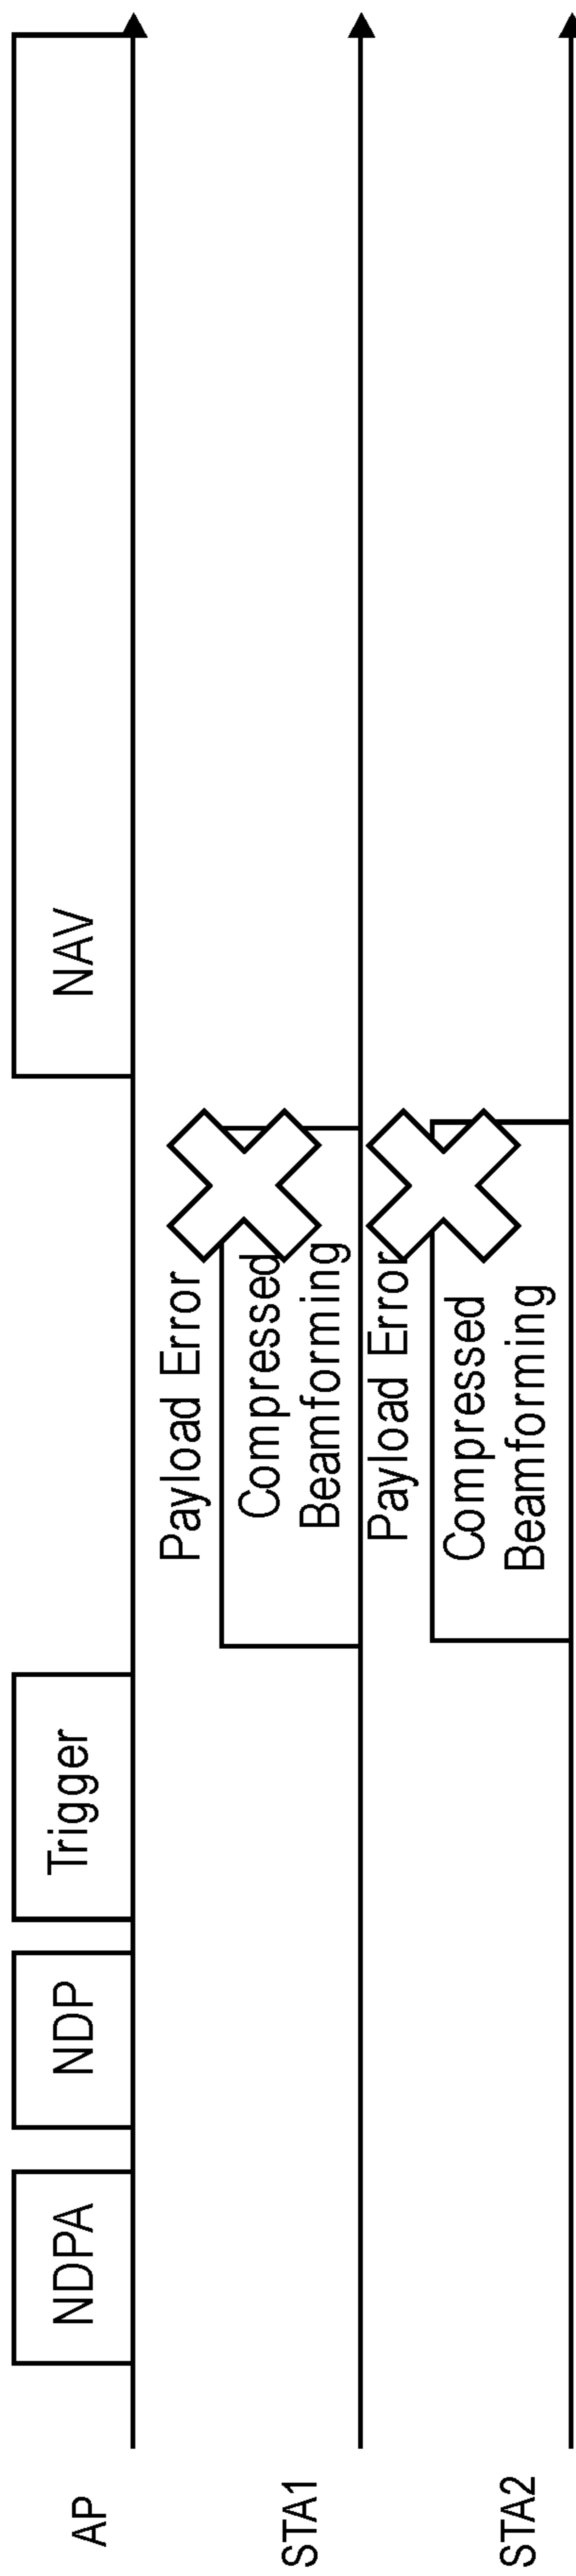 AP
NDPA
NDP
Trigger
NAV
STA1
Payload Error
Compressed
Beamforming
STA2
Payload Error
Compressed
Beamforming